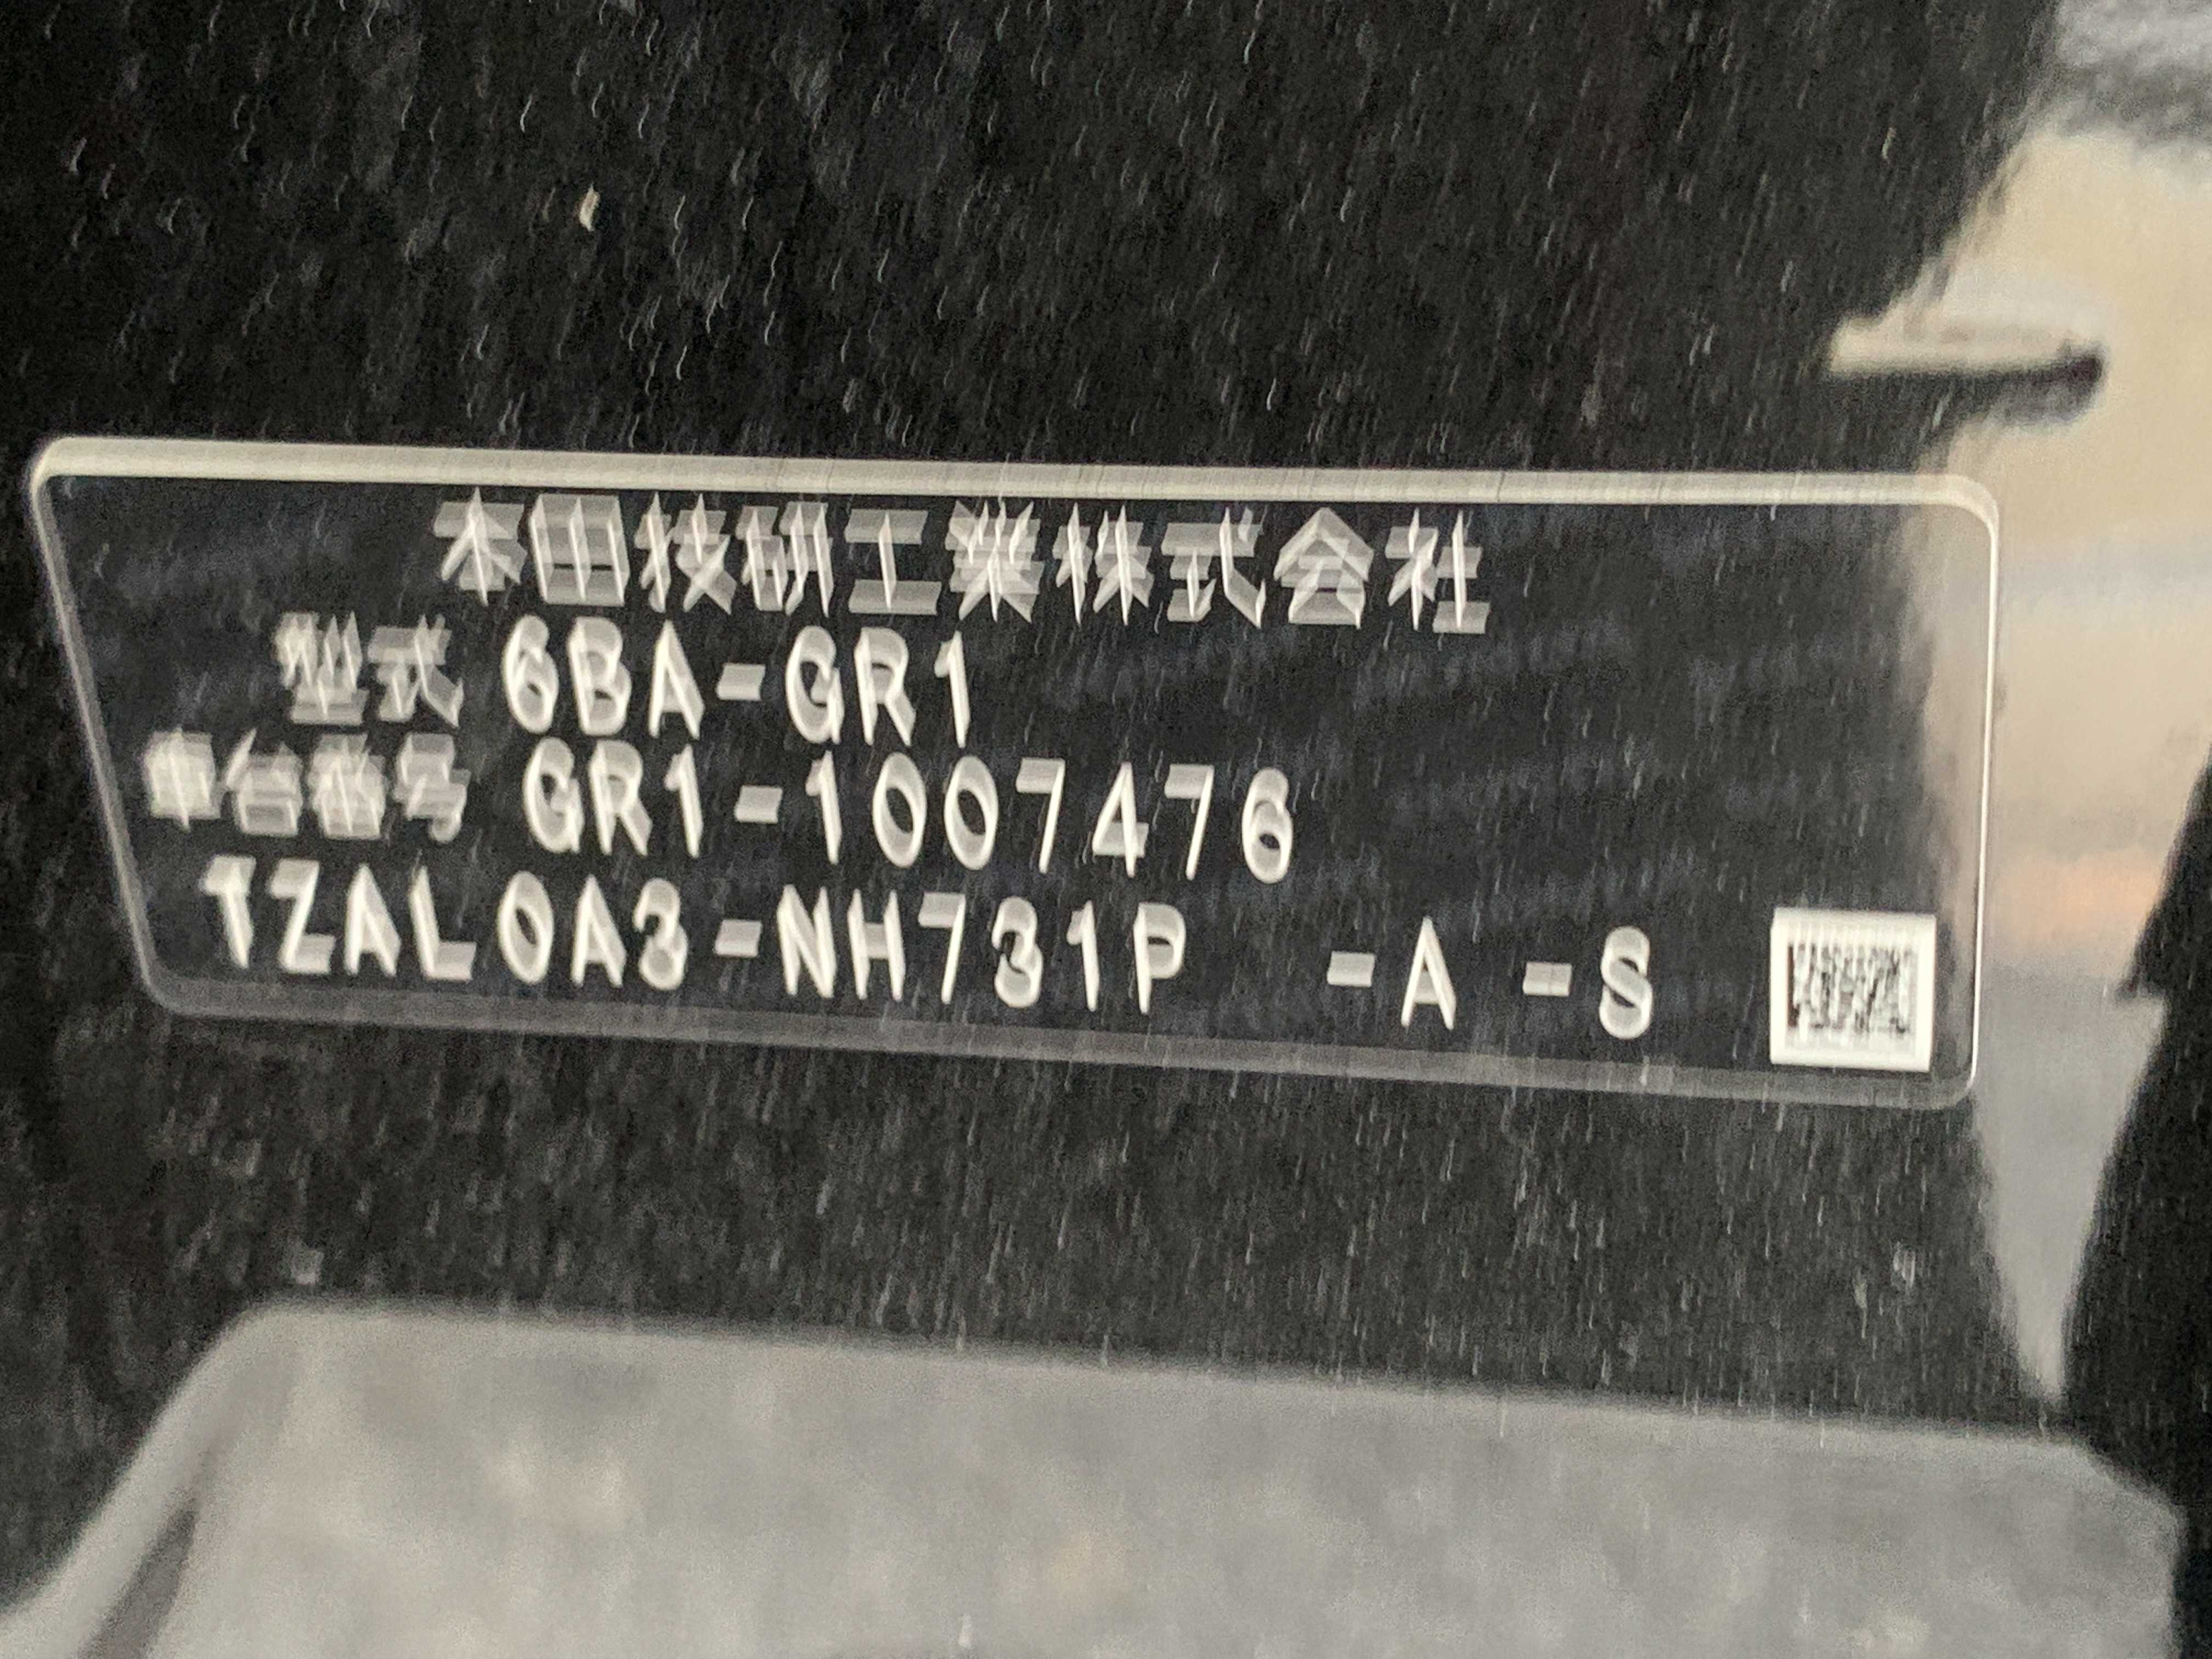 本田技研工業株式会社
型式 6BA-GR1
車台番号 GR1-1007476
TZAL0A3-NH731P -A -S